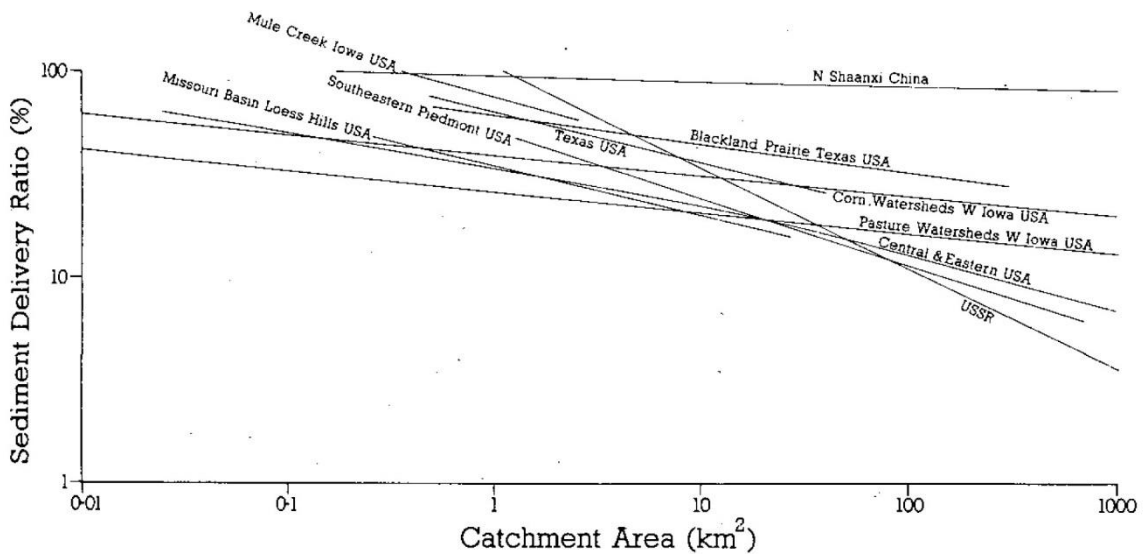 Mule Creek Iowa USA
100
N Shaanxi China
Missouri Basin Loess Hills USA
Southeastern Piedmont USA
Texas USA
Blackland Prairie Texas USA
Corn Watersheds W Iowa USA
Pasture Watersheds W Iowa USA
Central & Eastern USA
USSR
10
1
Sediment Delivery Ratio (%)
0·01 0·1 1 10 100 1000
Catchment Area (km²)